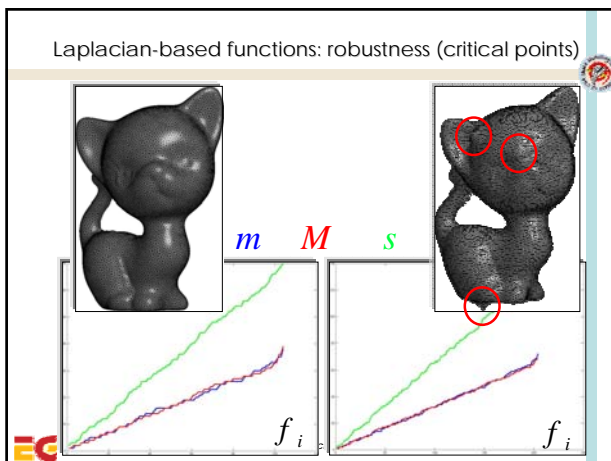 Laplacian-based functions: robustness (critical points)
m M s
f i f i